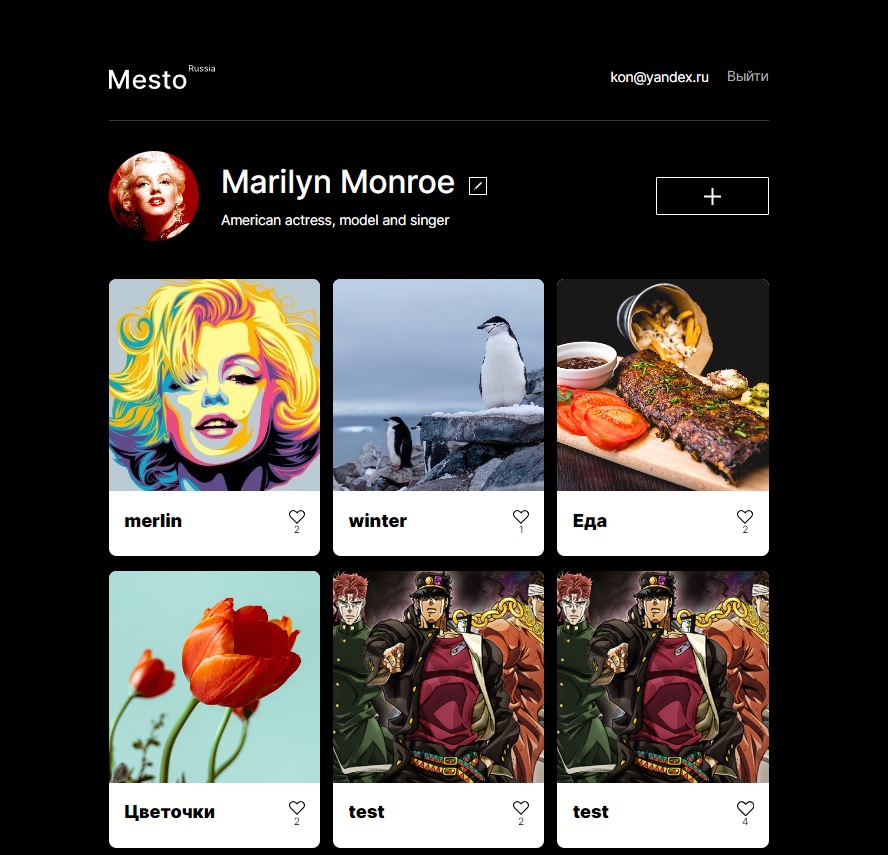 Mesto Russia
kon@yandex.ru Выйти
Marilyn Monroe
American actress, model and singer
merlin
2
winter
1
Еда
2
Цветочки
2
test
2
test
4